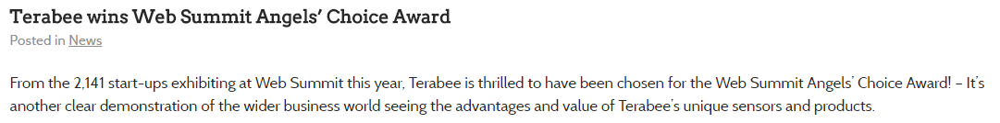 Terabee wins Web Summit Angels’ Choice Award
Posted in News
From the 2,141 start-ups exhibiting at Web Summit this year, Terabee is thrilled to have been chosen for the Web Summit Angels’ Choice Award! – It’s
another clear demonstration of the wider business world seeing the advantages and value of Terabee’s unique sensors and products.